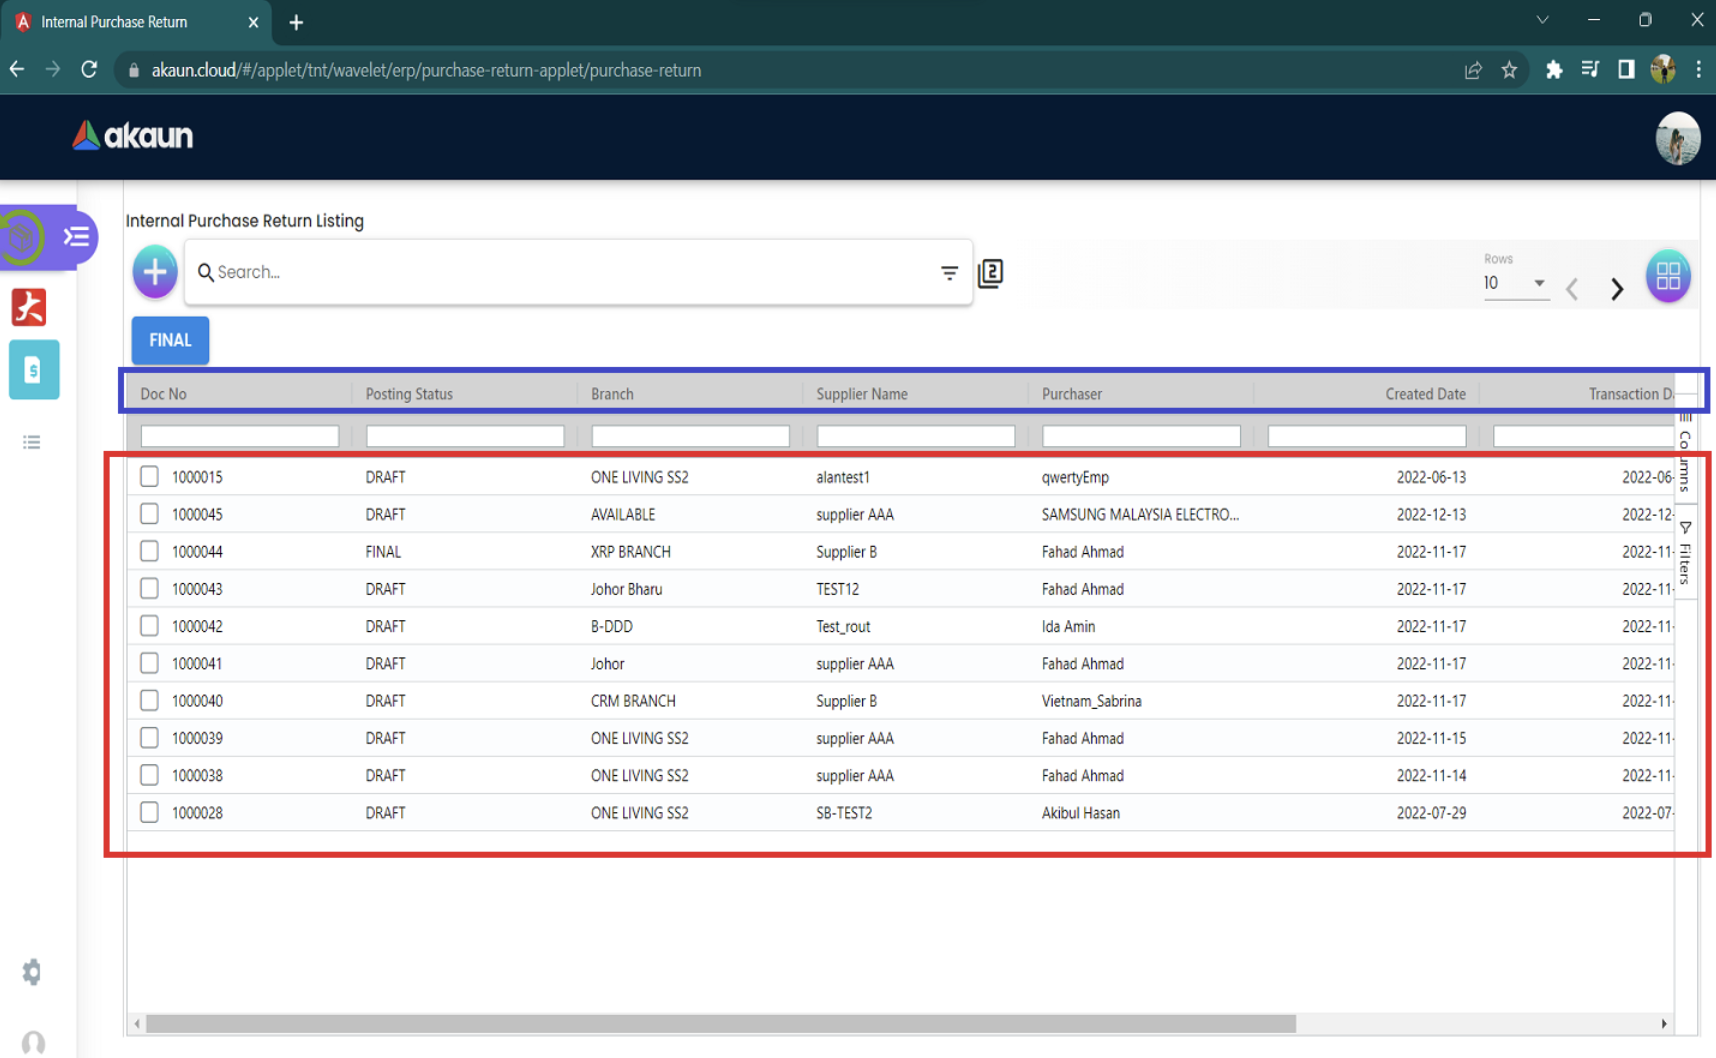 Internal Purchase Return
akaun.cloud/#/applet/tnt/wavelet/erp/purchase-return-applet/purchase-return
akaun
Internal Purchase Return Listing
Search...
2
Rows
10
FINAL
Doc No Posting Status Branch Supplier Name Purchaser Created Date Transaction Da
Columns
Filters
1000015 DRAFT ONE LIVING SS2 alantest1 qwertyEmp 2022-06-13 2022-06-
1000045 DRAFT AVAILABLE supplier AAA SAMSUNG MALAYSIA ELECTRO... 2022-12-13 2022-12-
1000044 FINAL XRP BRANCH Supplier B Fahad Ahmad 2022-11-17 2022-11-
1000043 DRAFT Johor Bharu TEST12 Fahad Ahmad 2022-11-17 2022-11-
1000042 DRAFT B-DDD Test_rout Ida Amin 2022-11-17 2022-11-
1000041 DRAFT Johor supplier AAA Fahad Ahmad 2022-11-17 2022-11-
1000040 DRAFT CRM BRANCH Supplier B Vietnam_Sabrina 2022-11-17 2022-11-
1000039 DRAFT ONE LIVING SS2 supplier AAA Fahad Ahmad 2022-11-15 2022-11-
1000038 DRAFT ONE LIVING SS2 supplier AAA Fahad Ahmad 2022-11-14 2022-11-
1000028 DRAFT ONE LIVING SS2 SB-TEST2 Akibul Hasan 2022-07-29 2022-07-